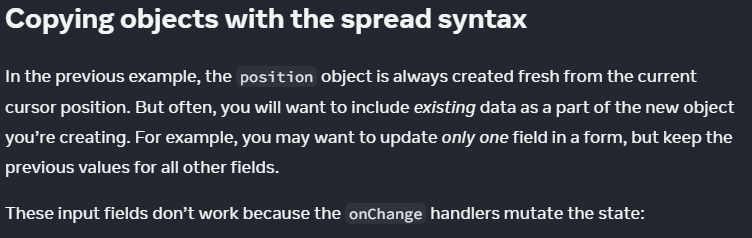 Copying objects with the spread syntax
In the previous example, the position object is always created fresh from the current
cursor position. But often, you will want to include existing data as a part of the new object
you’re creating. For example, you may want to update only one field in a form, but keep the
previous values for all other fields.
These input fields don’t work because the onChange handlers mutate the state: